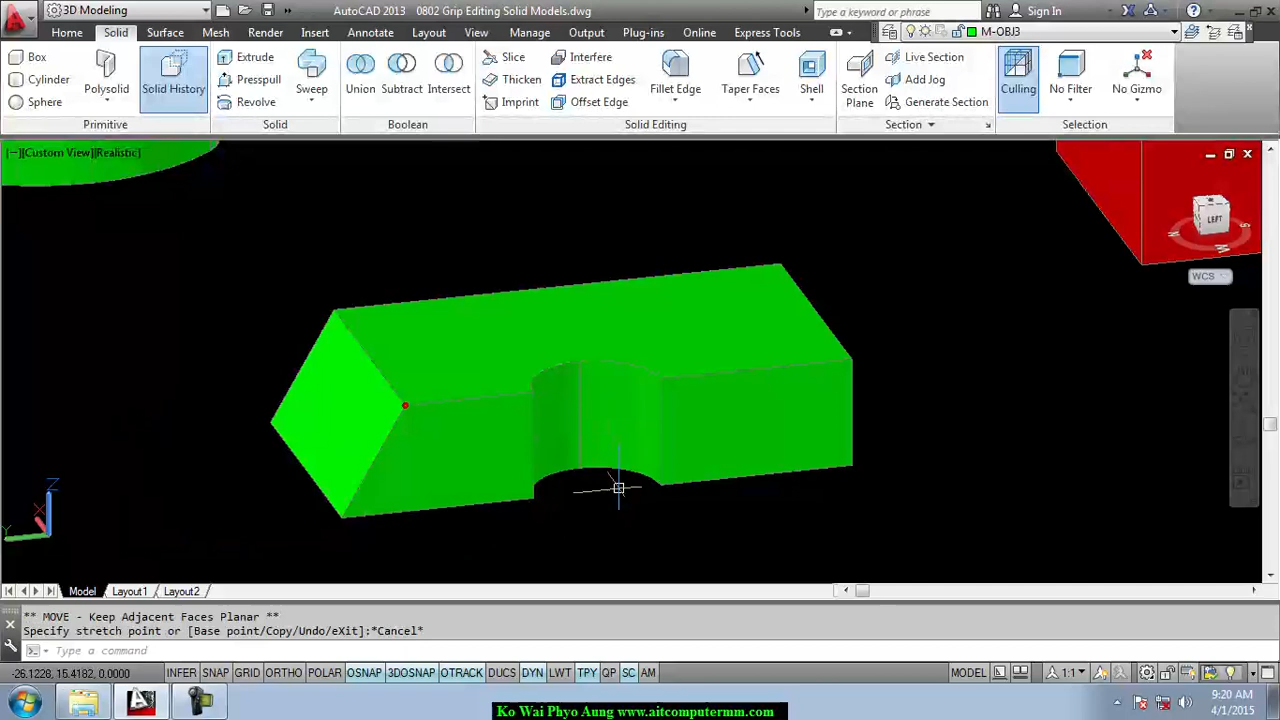 3D Modeling
AutoCAD 2013 0802 Grip Editing Solid Models.dwg
Type a keyword or phrase
Sign In
Home Solid Surface Render Insert Annotate Layout View Manage Output Plug-ins Online Express Tools
M-OBJ3
Box
Cylinder
Sphere
Polysolid
Solid History
Primitive
Extrude
Presspull
Revolve
Sweep
Solid
Union Subtract Intersect
Boolean
Slice
Thicken
Imprint
Interfere
Extract Edges
Offset Edge
Fillet Edge
Taper Faces
Shell
Solid Editing
Section Plane
Live Section
Add Jog
Generate Section
Section
Culling
No Filter
No Gizmo
Selection
[−][Custom View][Realistic]
LEFT
WCS
Z
X
Y
Model Layout1 Layout2
** MOVE - Keep Adjacent Faces Planar **
Specify stretch point or [Base point/Copy/Undo/eXit]:*Cancel*
Type a command
-26.1228, 15.4182, 0.0000
INFER SNAP GRID ORTHO POLAR OSNAP 3DOSNAP OTRACK DUCS DYN LWT TPY QP SC AM
MODEL
1:1
9:20 AM
4/1/2015
Ko Wai Phyo Aung www.aitcomputermm.com